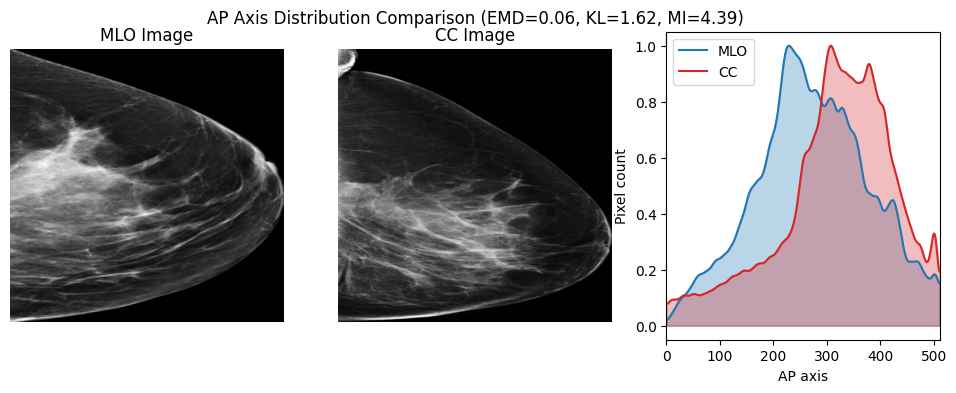 AP Axis Distribution Comparison (EMD=0.06, KL=1.62, MI=4.39)
MLO Image
CC Image
MLO
CC
Pixel count
1.0
0.8
0.6
0.4
0.2
0.0
0 100 200 300 400 500
AP axis